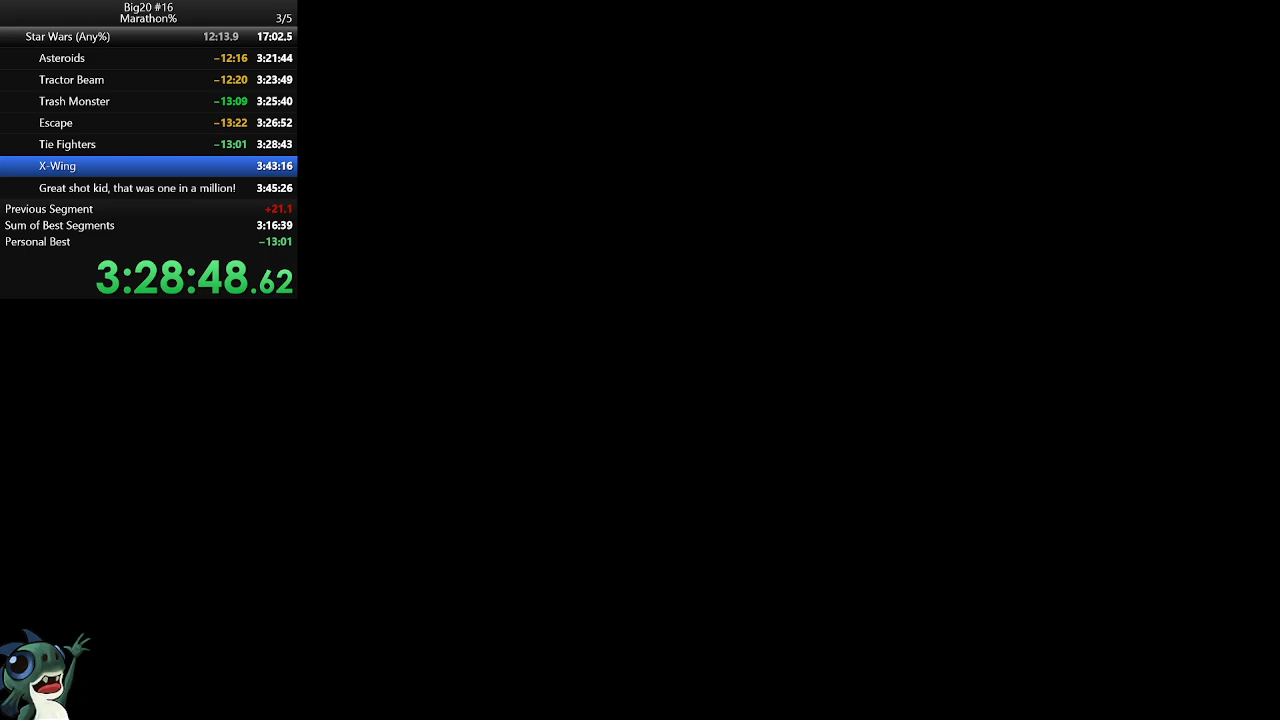 Big20 #16
Marathon% 3/5
Star Wars (Any%) 12:13.9 17:02.5
Asteroids −12:16 3:21:44
Tractor Beam −12:20 3:23:49
Trash Monster −13:09 3:25:40
Escape −13:22 3:26:52
Tie Fighters −13:01 3:28:43
X-Wing 3:43:16
Great shot kid, that was one in a million! 3:45:26
Previous Segment +21.1
Sum of Best Segments 3:16:39
Personal Best −13:01
3:28:48.62